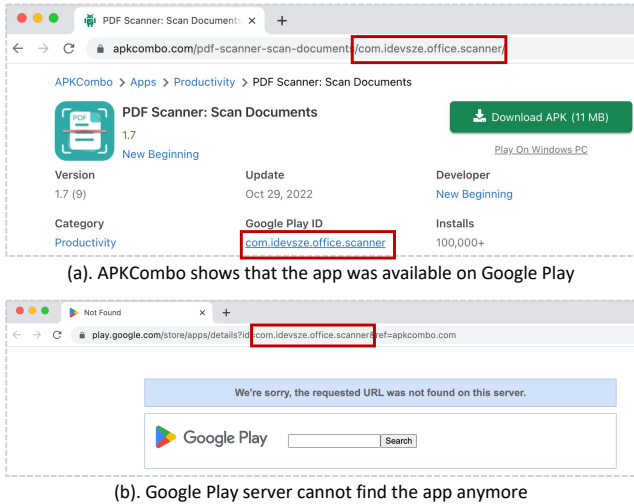 PDF Scanner: Scan Documents
apkcombo.com/pdf-scanner-scan-documents/com.idevsze.office.scanner/
APKCombo > Apps > Productivity > PDF Scanner: Scan Documents
PDF
PDF Scanner: Scan Documents
1.7
New Beginning
Download APK (11 MB)
Play On Windows PC
Version Update Developer
1.7 (9) Oct 29, 2022 New Beginning
Category Google Play ID Installs
Productivity com.idevsze.office.scanner 100,000+
(a). APKCombo shows that the app was available on Google Play
Not Found
play.google.com/store/apps/details?id=com.idevsze.office.scanner&ref=apkcombo.com
We're sorry, the requested URL was not found on this server.
Google Play Search
(b). Google Play server cannot find the app anymore